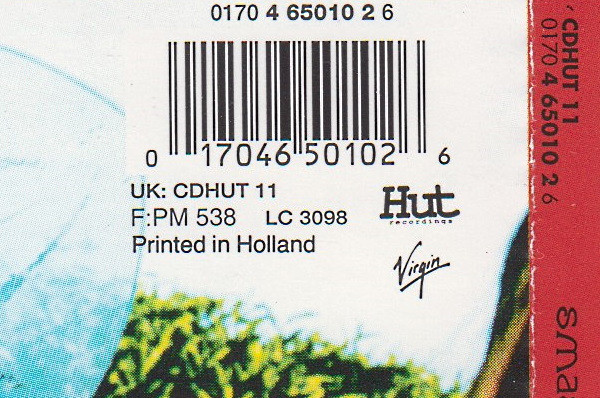 0170 4 65010 2 6
0 17046 50102 6
UK: CDHUT 11
F:PM 538 LC 3098
Printed in Holland
Hut
recordings
Virgin
CDHUT 11
0170 4 65010 2 6
smas